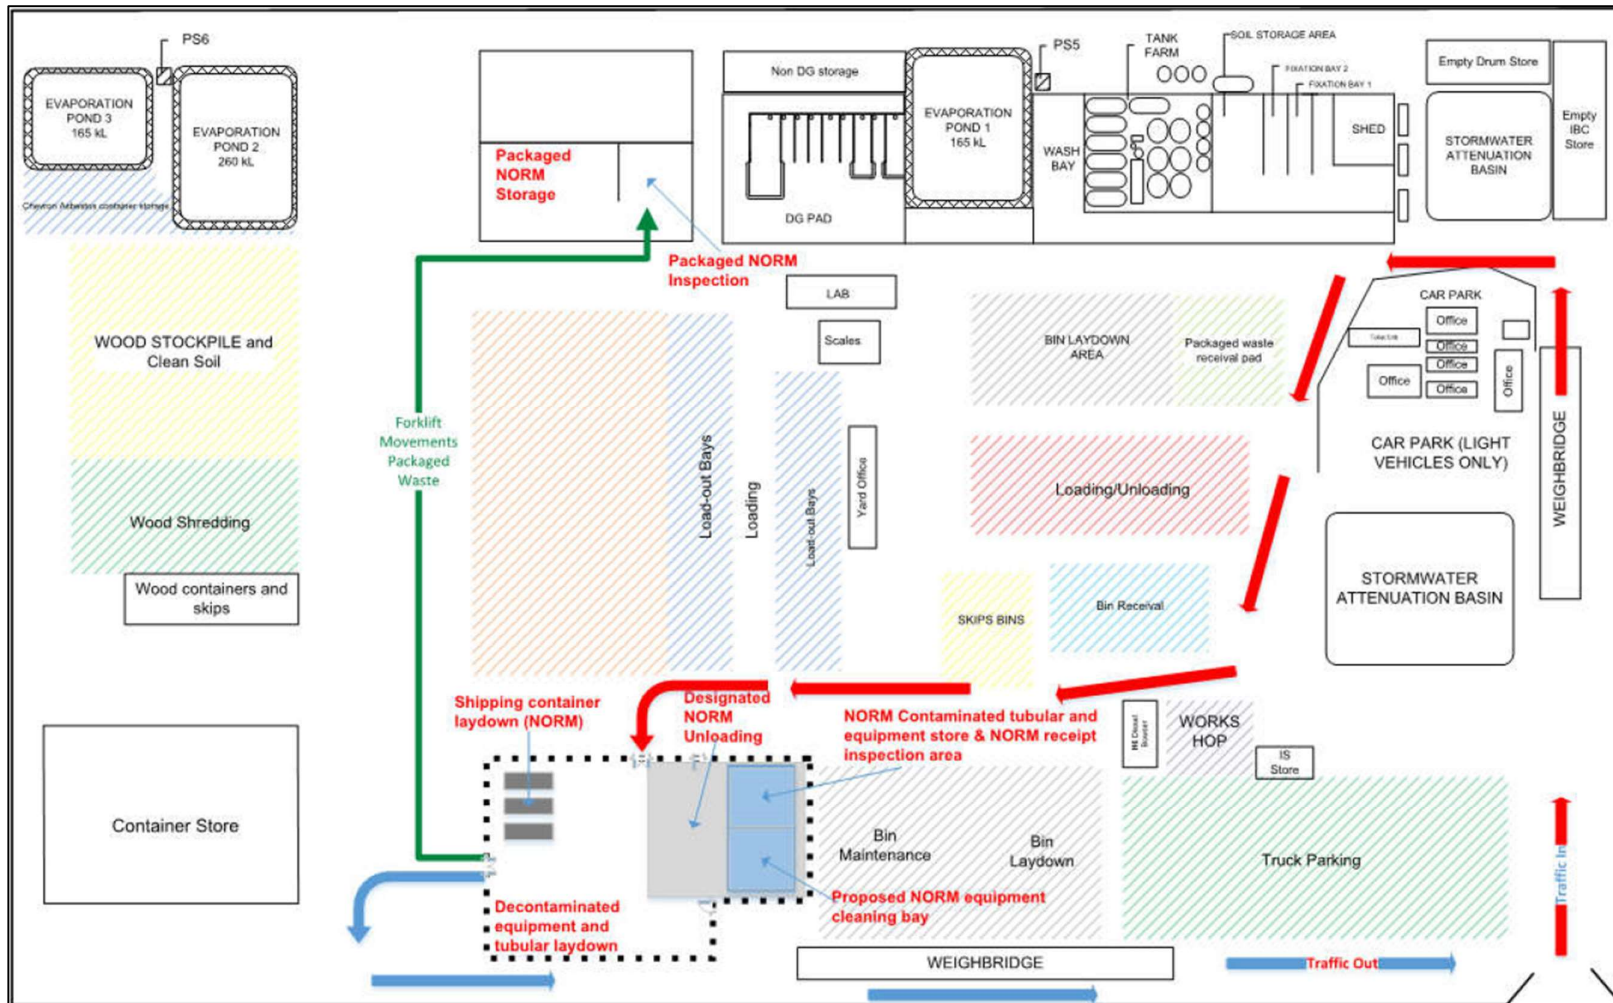 PS6
EVAPORATION
POND 3
165 kL
EVAPORATION
POND 2
260 kL
Chevron Asbestos container storage
Packaged
NORM
Storage
Packaged NORM
Inspection
Non DG storage
DG PAD
EVAPORATION
POND 1
165 kL
PS5
WASH
BAY
TANK
FARM
SOIL STORAGE AREA
FIXATION BAY 2
FIXATION BAY 1
SHED
Empty Drum Store
STORMWATER
ATTENUATION
BASIN
Empty
IBC
Store
WOOD STOCKPILE and
Clean Soil
Wood Shredding
Wood containers and
skips
Forklift
Movements
Packaged
Waste
LAB
Scales
Load-out Bays
Loading
Load-out Bays
Yard Office
BIN LAYDOWN
AREA
Packaged waste
receival pad
Loading/Unloading
SKIPS BINS
Bin Receival
CAR PARK
Office
Office
Office
Office
Office
Office
CAR PARK (LIGHT
VEHICLES ONLY)
WEIGHBRIDGE
STORMWATER
ATTENUATION BASIN
Shipping container
laydown (NORM)
Designated
NORM
Unloading
NORM Contaminated tubular and
equipment store & NORM receipt
inspection area
Diesel
Bowser
WORKS
HOP
IS
Store
Container Store
Bin
Maintenance
Bin
Laydown
Truck Parking
Proposed NORM equipment
cleaning bay
Decontaminated
equipment and
tubular laydown
WEIGHBRIDGE
Traffic Out
Traffic In